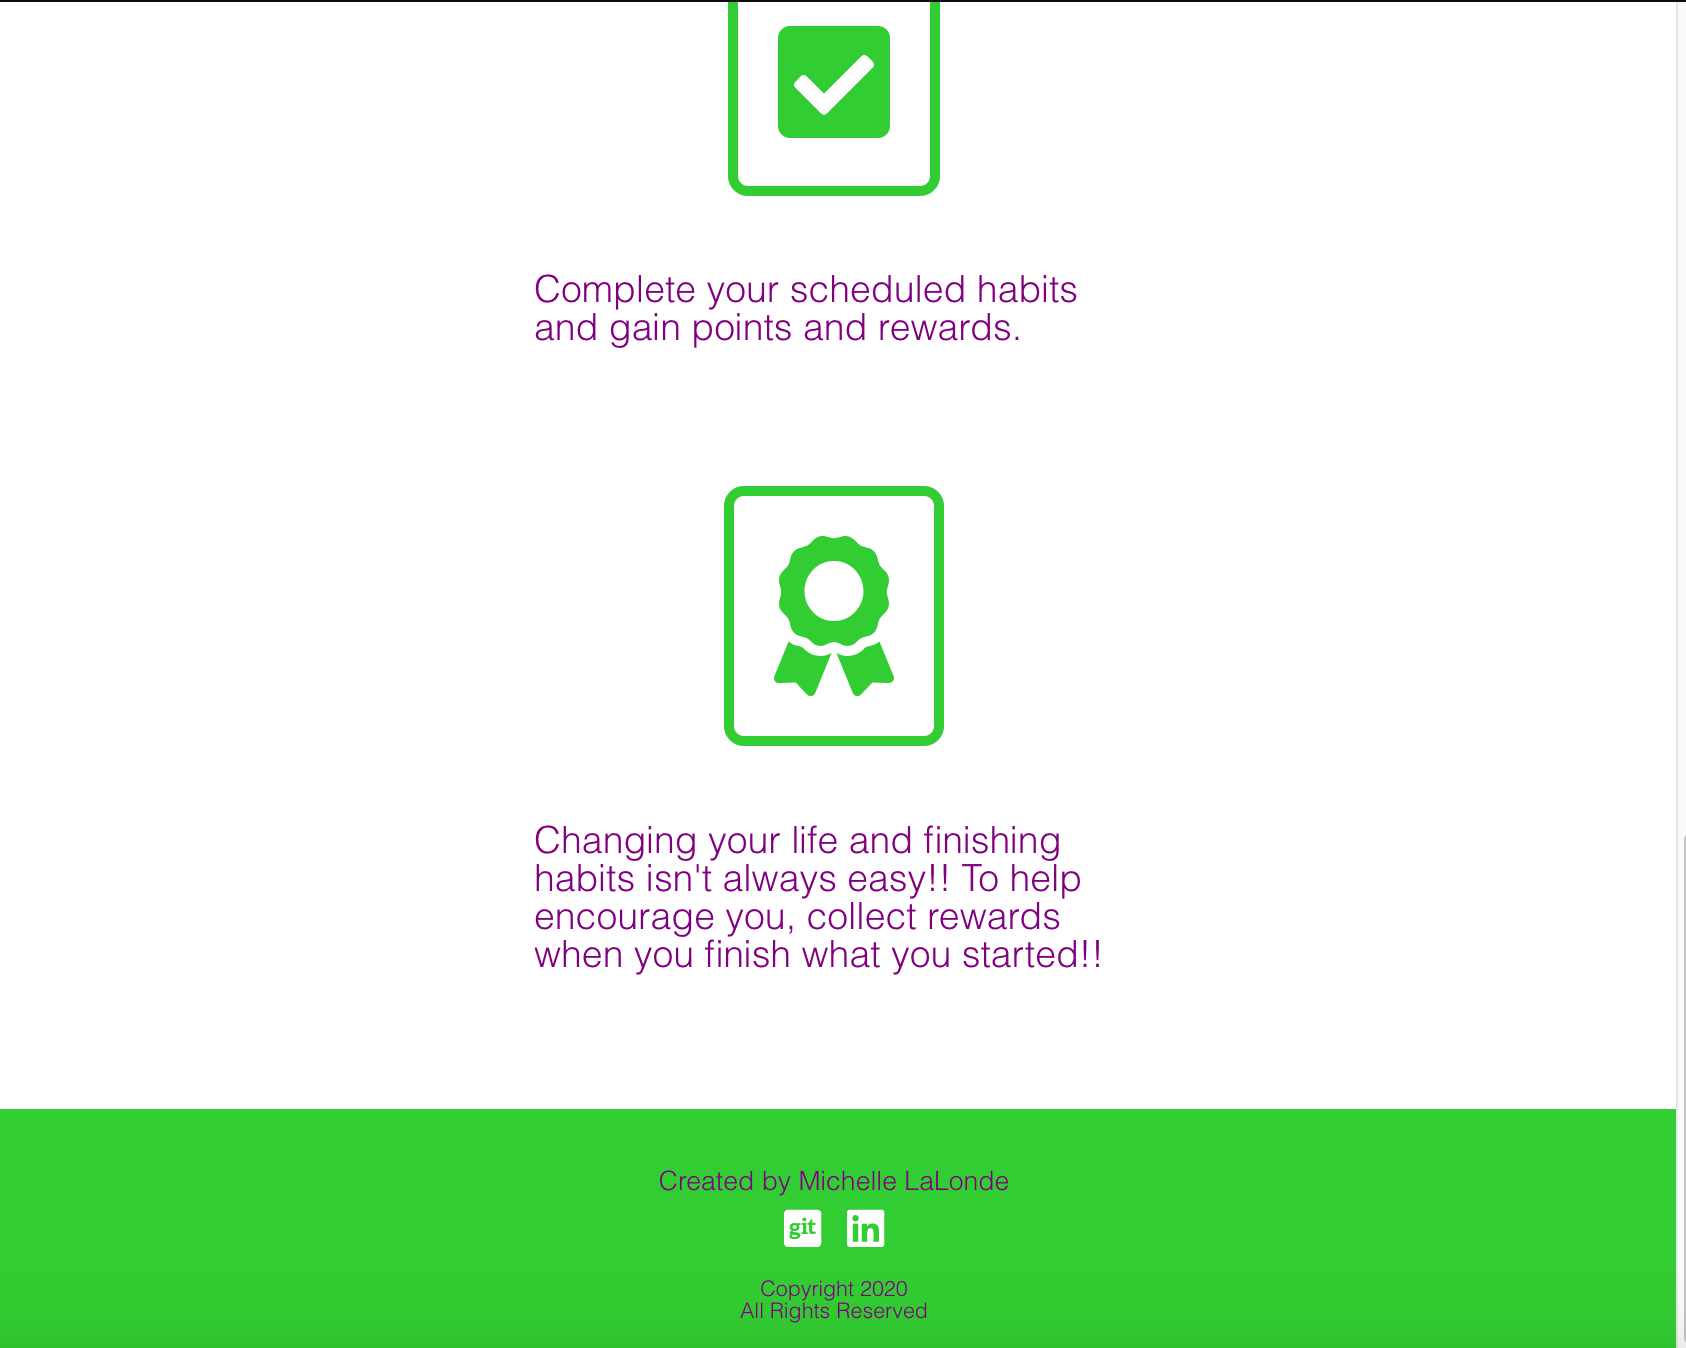 Complete your scheduled habits
and gain points and rewards.
Changing your life and finishing
habits isn't always easy!! To help
encourage you, collect rewards
when you finish what you started!!
Created by Michelle LaLonde
git in
Copyright 2020
All Rights Reserved